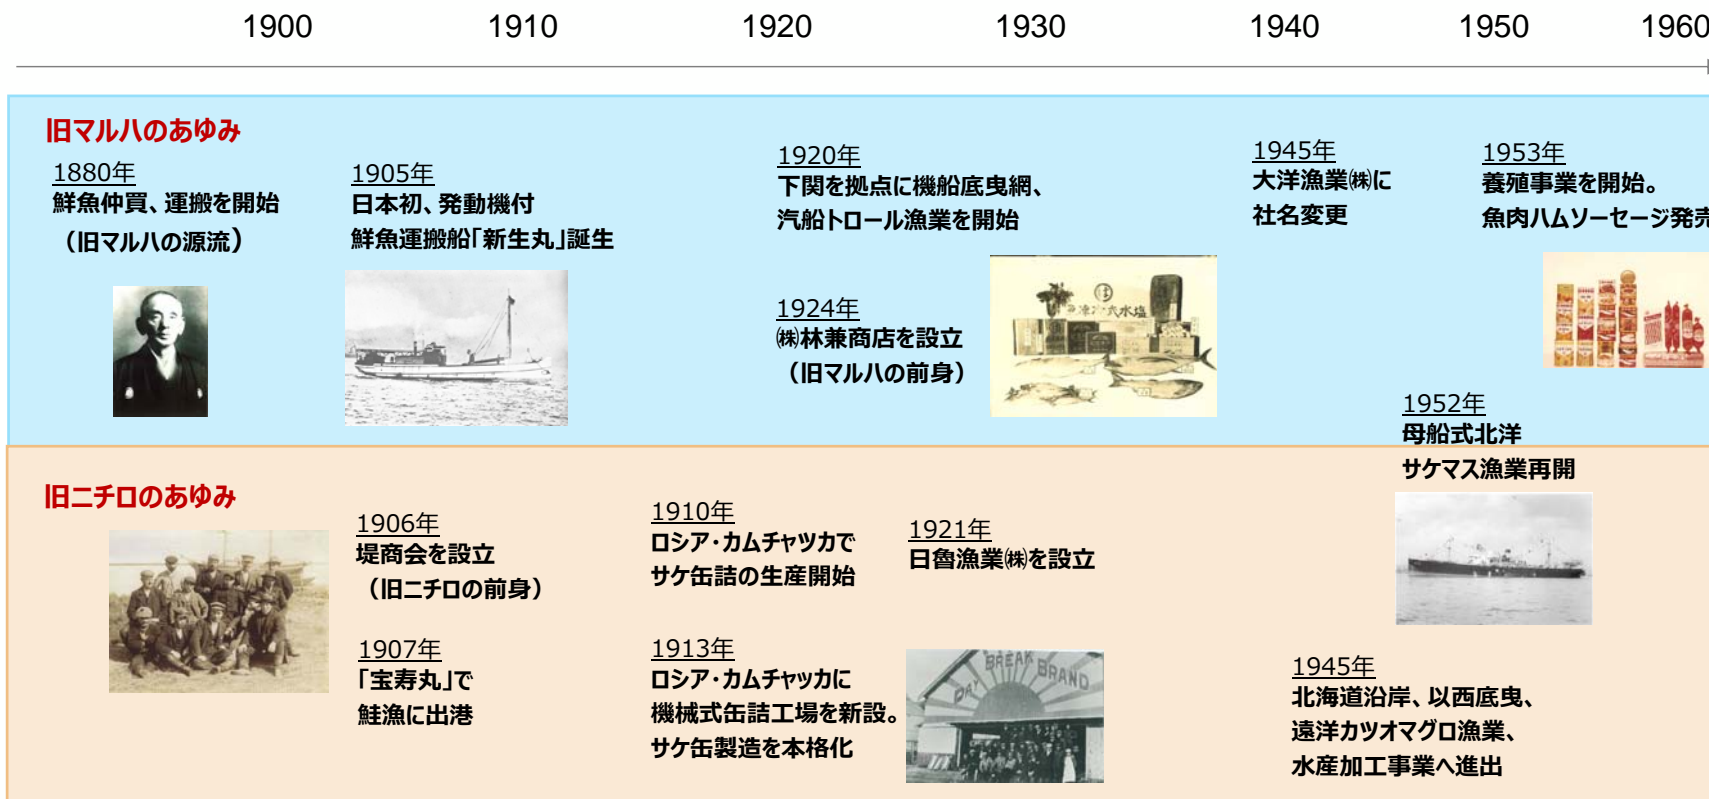 1900 1910 1920 1930 1940 1950 1960
旧マルハのあゆみ
1880年
鮮魚仲買、運搬を開始
（旧マルハの源流）
1905年
日本初、発動機付
鮮魚運搬船「新生丸」誕生
1920年
下関を拠点に機船底曳網、
汽船トロール漁業を開始
1924年
㈱林兼商店を設立
（旧マルハの前身）
1945年
大洋漁業㈱に
社名変更
1953年
養殖事業を開始。
魚肉ハムソーセージ発売
1952年
母船式北洋
サケマス漁業再開
旧ニチロのあゆみ
1906年
堤商会を設立
（旧ニチロの前身）
1907年
「宝寿丸」で
鮭漁に出港
1910年
ロシア・カムチャツカで
サケ缶詰の生産開始
1913年
ロシア・カムチャッカに
機械式缶詰工場を新設。
サケ缶製造を本格化
1921年
日魯漁業㈱を設立
DAY BREAK BRAND
1945年
北海道沿岸、以西底曳、
遠洋カツオマグロ漁業、
水産加工事業へ進出